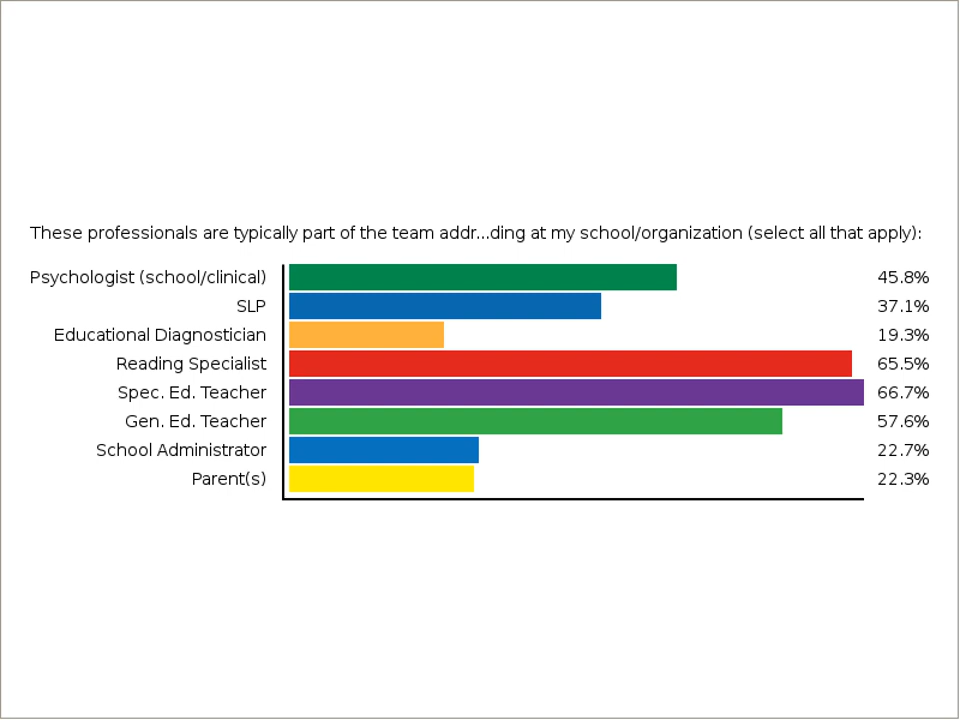 These professionals are typically part of the team addr...ding at my school/organization (select all that apply):
Psychologist (school/clinical) 45.8%
SLP 37.1%
Educational Diagnostician 19.3%
Reading Specialist 65.5%
Spec. Ed. Teacher 66.7%
Gen. Ed. Teacher 57.6%
School Administrator 22.7%
Parent(s) 22.3%